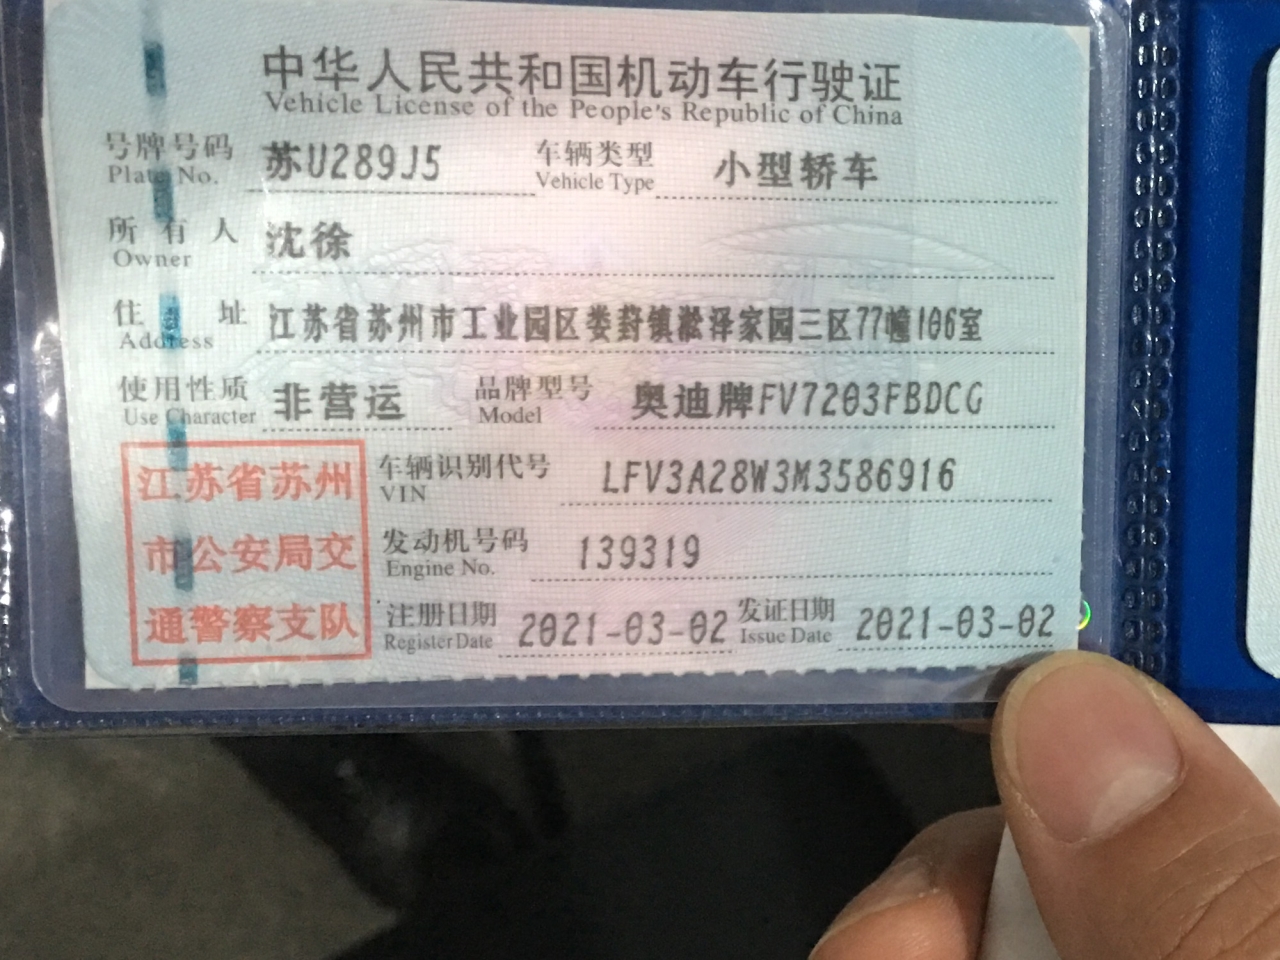 中华人民共和国机动车行驶证
Vehicle License of the People's Republic of China
号牌号码 苏U289J5 车辆类型 小型轿车
Plate No. Vehicle Type
所有人 沈徐
Owner
住址 江苏省苏州市工业园区娄葑镇淞泽家园三区77幢106室
Address
使用性质 非营运 品牌型号 奥迪牌FV7203FBDCG
Use Character Model
江苏省苏州 车辆识别代号 LFV3A28W3M3586916
VIN
市公安局交 发动机号码 139319
Engine No.
通警察支队 注册日期 2021-03-02 发证日期 2021-03-02
Register Date Issue Date